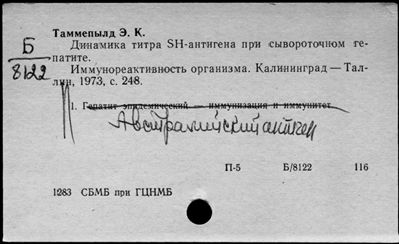 Таммепылд Э. К.
Б
8122
Динамика титра SH-антигена при сывороточном ге-
патите.
Иммунореактивность организма. Калининград — Тал-
лин, 1973, с. 248.
1. Гепатит эпидемический — иммунизация и иммунитет
Австралийский антиген
П-5 Б/8122 116
1283 СБМБ при ГЦНМБ